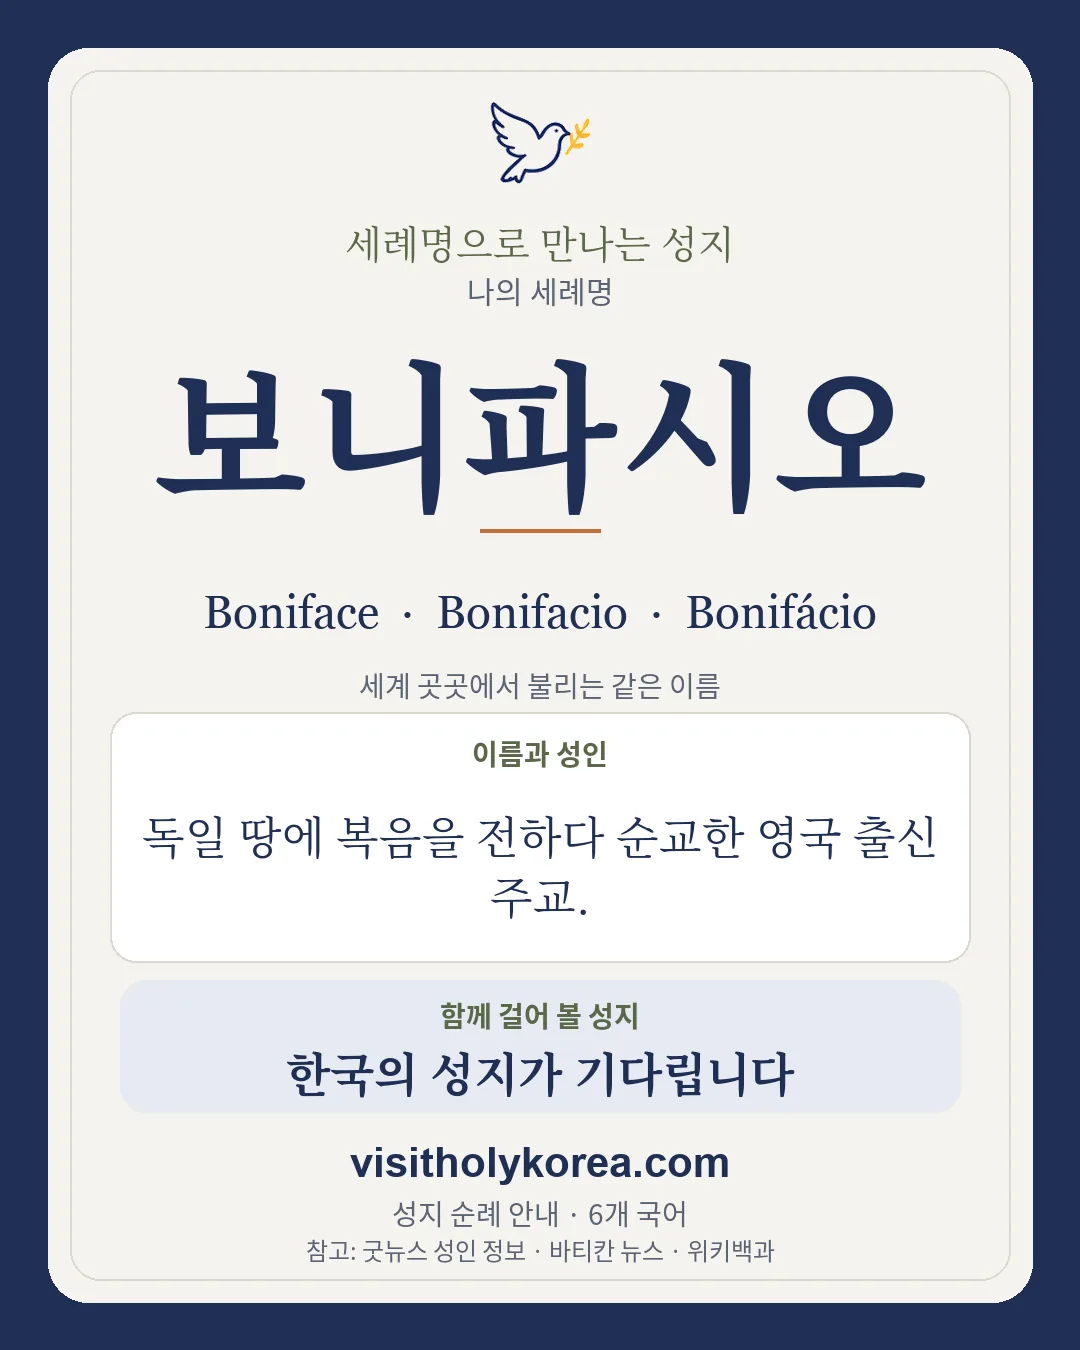 세례명으로 만나는 성지
나의 세례명
보니파시오
Boniface · Bonifacio · Bonifácio
세계 곳곳에서 불리는 같은 이름
이름과 성인
독일 땅에 복음을 전하다 순교한 영국 출신
주교.
함께 걸어 볼 성지
한국의 성지가 기다립니다
visitholykorea.com
성지 순례 안내 · 6개 국어
참고: 굿뉴스 성인 정보 · 바티칸 뉴스 · 위키백과